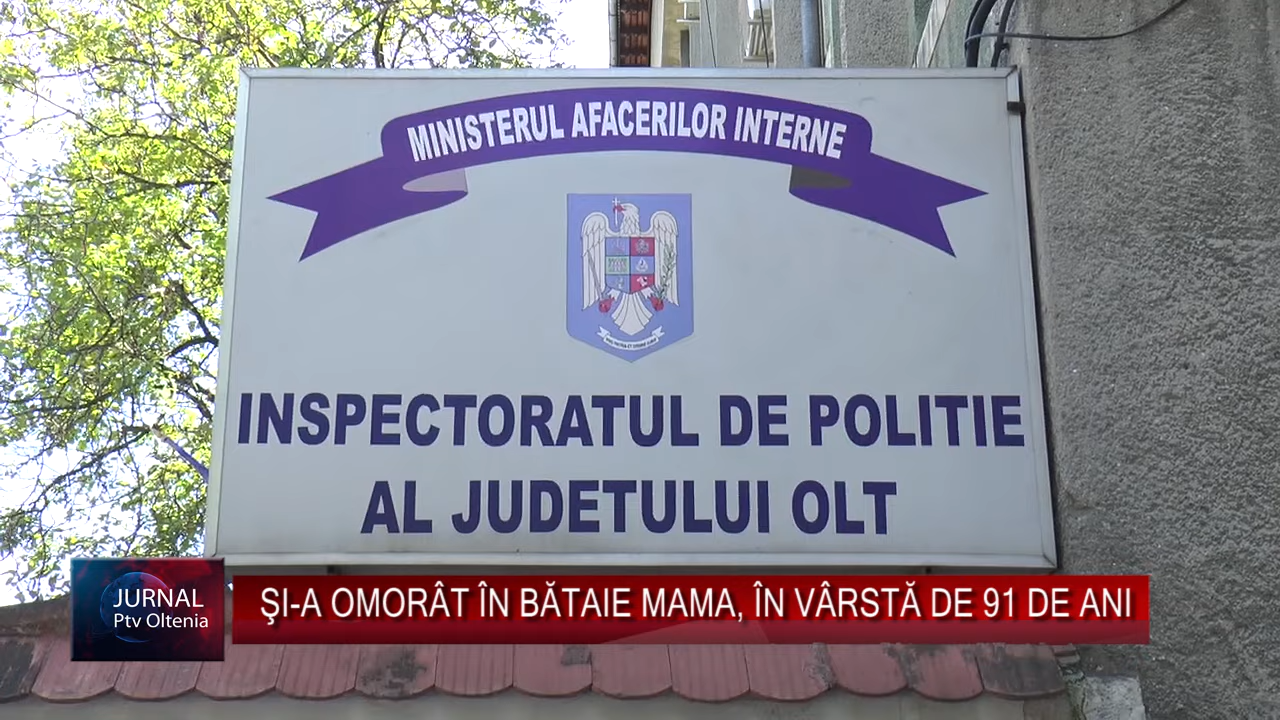 MINISTERUL AFACERILOR INTERNE
INSPECTORATUL DE POLITIE
AL JUDETULUI OLT
JURNAL
Ptv Oltenia
ŞI-A OMORÂT ÎN BĂTAIE MAMA, ÎN VÂRSTĂ DE 91 DE ANI